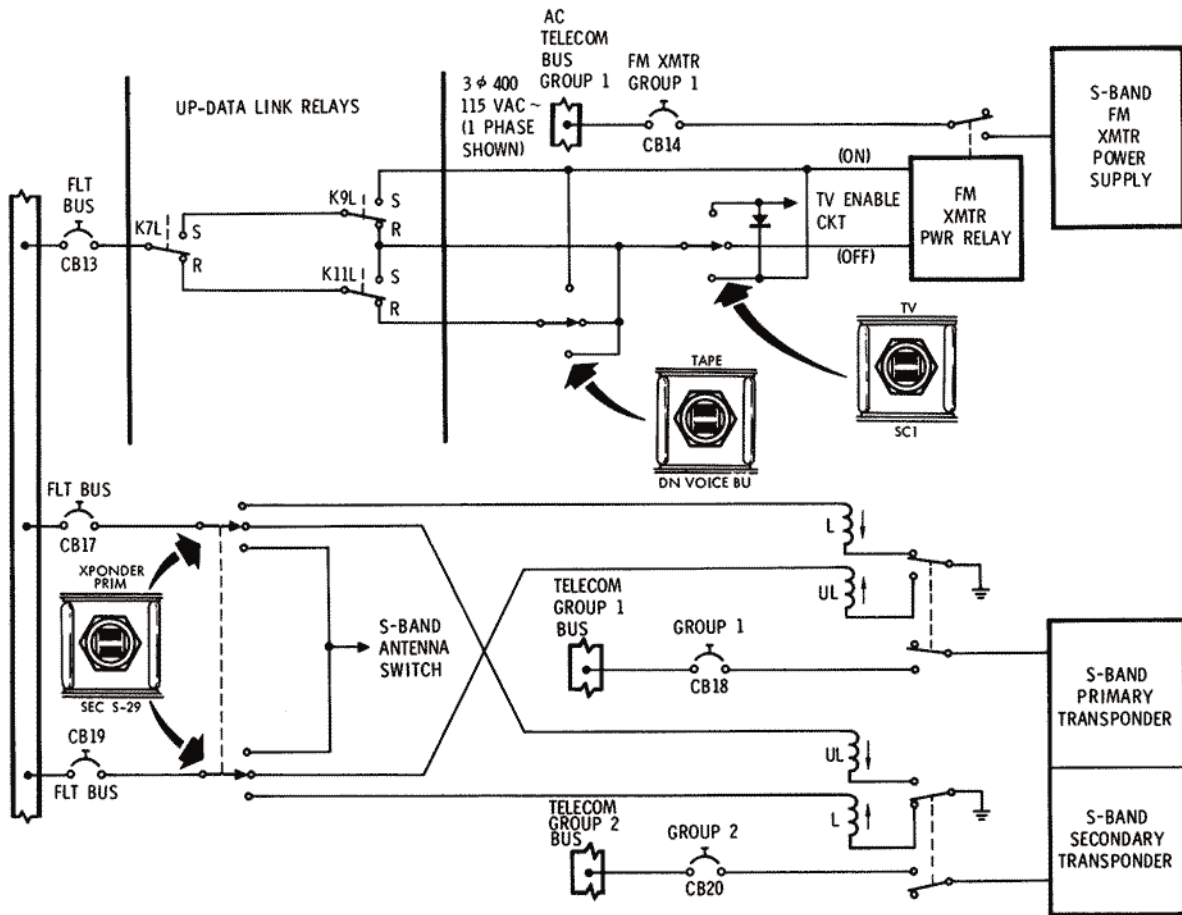 AC
TELECOM
BUS
GROUP 1
3 ϕ 400
115 VAC ~
(1 PHASE
SHOWN)
FM XMTR
GROUP 1
CB14
S-BAND
FM
XMTR
POWER
SUPPLY
UP-DATA LINK RELAYS
FLT
BUS
CB13
K7L
S
R
K9L
S
R
K11L
S
R
(ON)
TV ENABLE
CKT
(OFF)
FM
XMTR
PWR RELAY
TV
SCI
TAPE
DN VOICE BU
FLT BUS
CB17
XPONDER
PRIM
SEC S-29
CB19
FLT BUS
S-BAND
ANTENNA
SWITCH
L
UL
TELECOM
GROUP 1
BUS
GROUP 1
CB18
S-BAND
PRIMARY
TRANSPONDER
UL
L
TELECOM
GROUP 2
BUS
GROUP 2
CB20
S-BAND
SECONDARY
TRANSPONDER